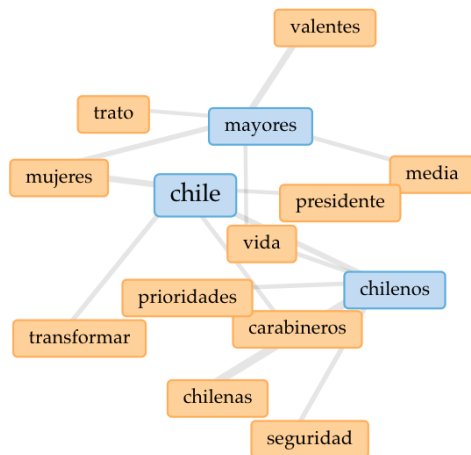 valentes
trato
mayores
mujeres
media
chile
presidente
vida
prioridades
chilenos
transformar
carabineros
chilenas
seguridad